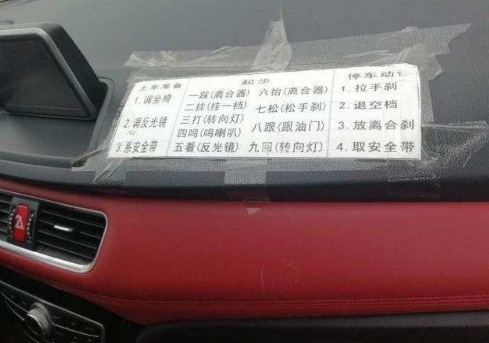 上车准备
1. 调坐椅
2. 调反光镜
3. 系安全带
起步
一踩(离合器) 六抬(离合器)
二挂(挂一档) 七松(松手刹)
三打(转向灯) 八跟(跟油门)
四鸣(鸣喇叭) 九回(转向灯)
五看(反光镜)
停车动
1. 拉手刹
2. 退空档
3. 放离合刹
4. 取安全带